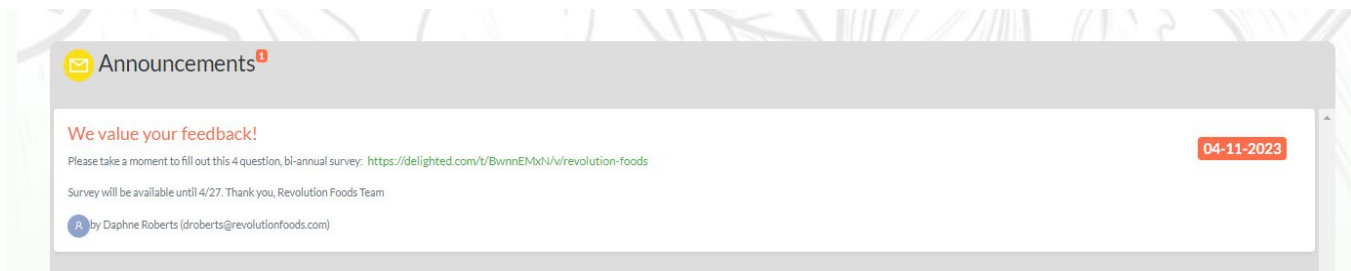 Announcements 1
We value your feedback!
04-11-2023
Please take a moment to fill out this 4 question, bi-annual survey: https://delighted.com/t/BwnnEMxN/v/revolution-foods
Survey will be available until 4/27. Thank you, Revolution Foods Team
by Daphne Roberts (droberts@revolutionfoods.com)